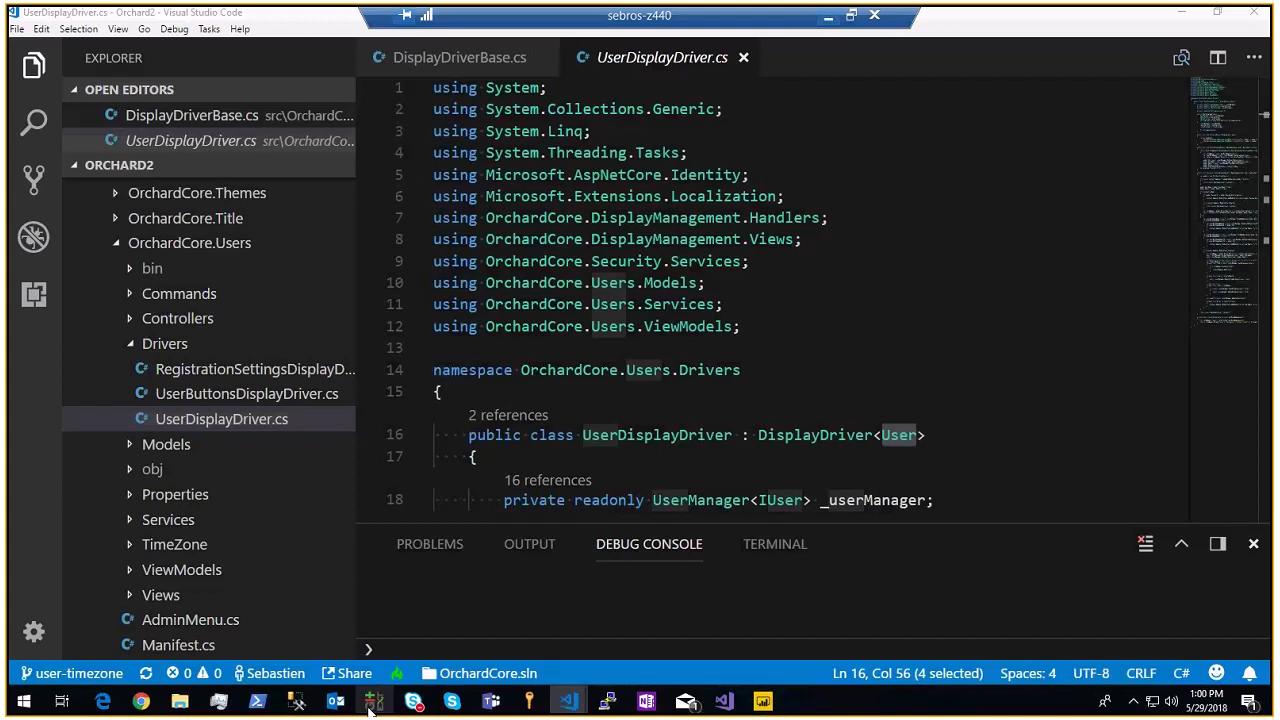 UserDisplayDriver.cs - Orchard2 - Visual Studio Code
sebros-z440
File Edit Selection View Go Debug Tasks Help
EXPLORER
DisplayDriverBase.cs
UserDisplayDriver.cs
OPEN EDITORS
DisplayDriverBase.cs src\OrchardC...
UserDisplayDriver.cs src\OrchardCo...
ORCHARD2
OrchardCore.Themes
OrchardCore.Title
OrchardCore.Users
bin
Commands
Controllers
Drivers
RegistrationSettingsDisplayD...
UserButtonsDisplayDriver.cs
UserDisplayDriver.cs
Models
obj
Properties
Services
TimeZone
ViewModels
Views
AdminMenu.cs
Manifest.cs
1 using System;
2 using System.Collections.Generic;
3 using System.Linq;
4 using System.Threading.Tasks;
5 using Microsoft.AspNetCore.Identity;
6 using Microsoft.Extensions.Localization;
7 using OrchardCore.DisplayManagement.Handlers;
8 using OrchardCore.DisplayManagement.Views;
9 using OrchardCore.Security.Services;
10 using OrchardCore.Users.Models;
11 using OrchardCore.Users.Services;
12 using OrchardCore.Users.ViewModels;
13
14 namespace OrchardCore.Users.Drivers
15 {
2 references
16 public class UserDisplayDriver : DisplayDriver<User>
17 {
16 references
18 private readonly UserManager<IUser> _userManager;
PROBLEMS OUTPUT DEBUG CONSOLE TERMINAL
user-timezone 0 0 Sebastien Share OrchardCore.sln Ln 16, Col 56 (4 selected) Spaces: 4 UTF-8 CRLF C# 1
1:00 PM
5/29/2018